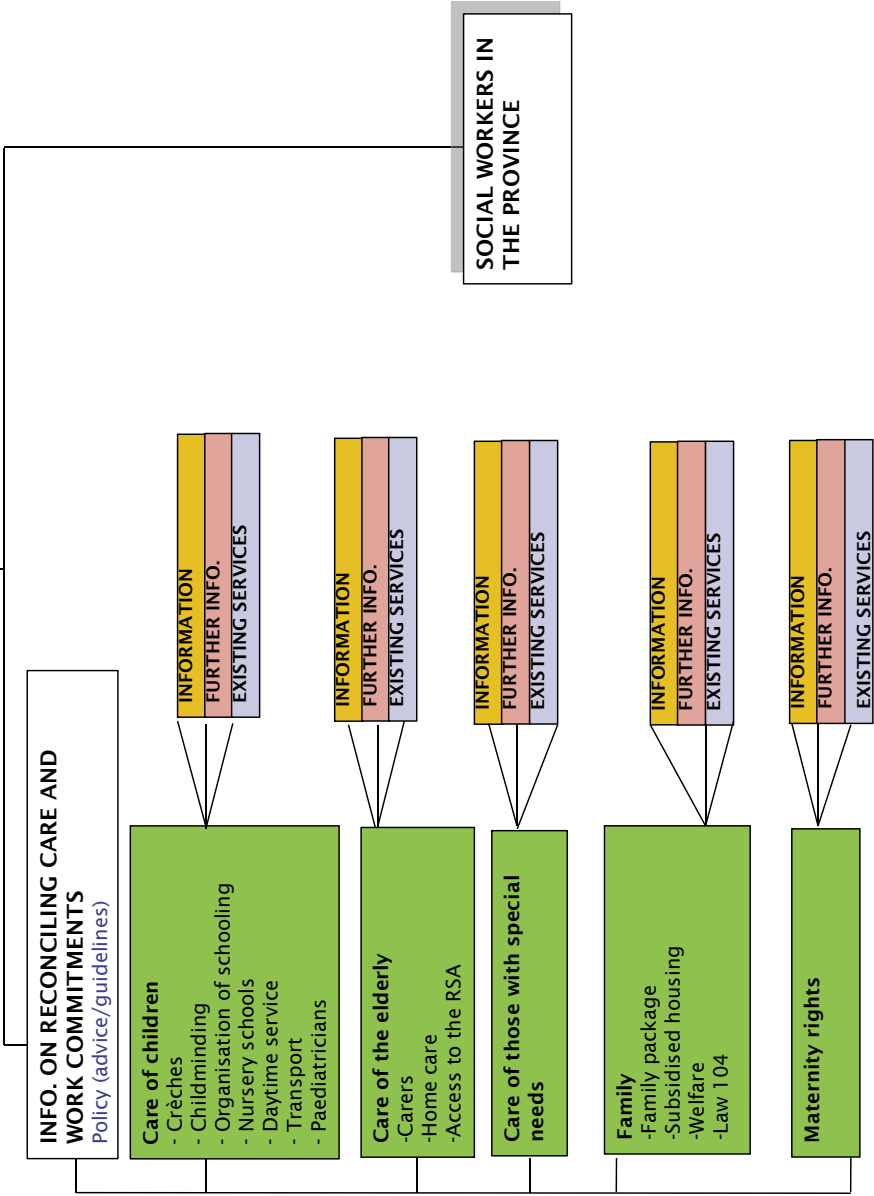 INFO. ON RECONCILING CARE AND
WORK COMMITMENTS
Policy (advice/guidelines)
Care of children
- Crèches
- Childminding
- Organisation of schooling
- Nursery schools
- Daytime service
- Transport
- Paediatricians
INFORMATION
FURTHER INFO.
EXISTING SERVICES
Care of the elderly
-Carers
-Home care
-Access to the RSA
INFORMATION
FURTHER INFO.
EXISTING SERVICES
Care of those with special
needs
INFORMATION
FURTHER INFO.
EXISTING SERVICES
Family
-Family package
-Subsidised housing
-Welfare
-Law 104
INFORMATION
FURTHER INFO.
EXISTING SERVICES
Maternity rights
INFORMATION
FURTHER INFO.
EXISTING SERVICES
SOCIAL WORKERS IN
THE PROVINCE